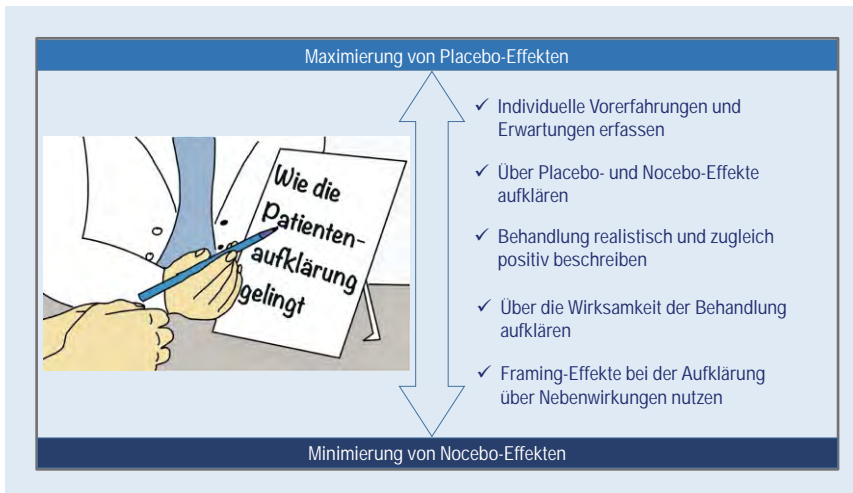 Maximierung von Placebo-Effekten
Wie die
Patienten-
aufklärung
gelingt
✓ Individuelle Vorerfahrungen und
Erwartungen erfassen
✓ Über Placebo- und Nocebo-Effekte
aufklären
✓ Behandlung realistisch und zugleich
positiv beschreiben
✓ Über die Wirksamkeit der Behandlung
aufklären
✓ Framing-Effekte bei der Aufklärung
über Nebenwirkungen nutzen
Minimierung von Nocebo-Effekten